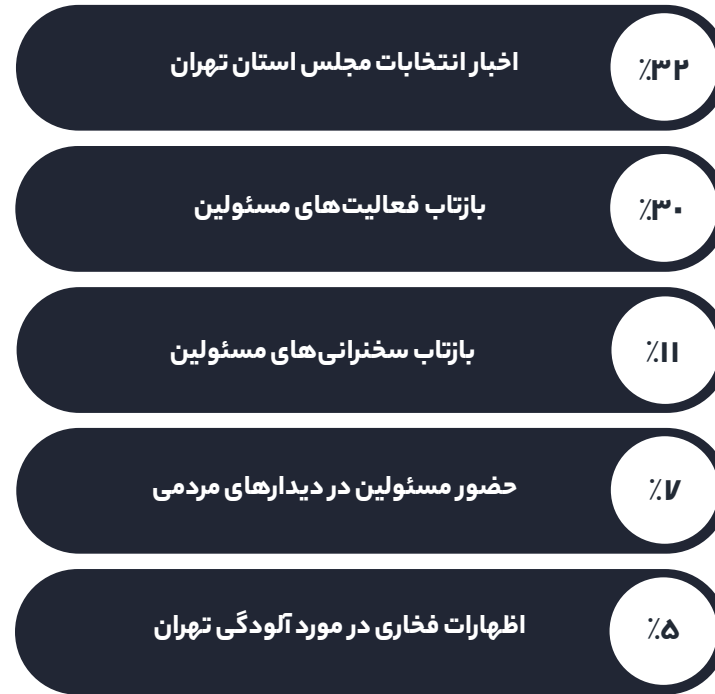 ٪۳۲ اخبار انتخابات مجلس استان تهران
٪۳۰ بازتاب فعالیت‌های مسئولین
٪۱۱ بازتاب سخنرانی‌های مسئولین
٪۷ حضور مسئولین در دیدارهای مردمی
٪۵ اظهارات فخاری در مورد آلودگی تهران